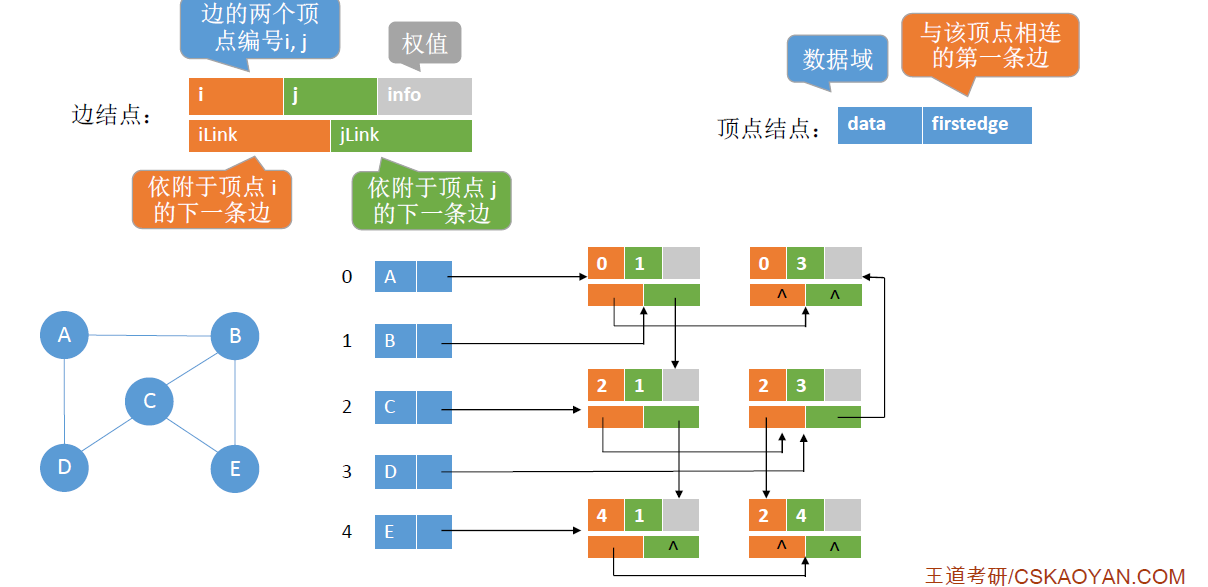 边的两个顶
点编号i, j
权值
数据域
与该顶点相连
的第一条边
边结点：
i
j
info
iLink
jLink
顶点结点：
data
firstedge
依附于顶点 i
的下一条边
依附于顶点 j
的下一条边
0
A
0
1
0
3
^
^
1
B
2
C
2
1
2
3
3
D
4
E
4
1
2
4
^
^
^
A
B
C
D
E
王道考研/CSKAOYAN.COM